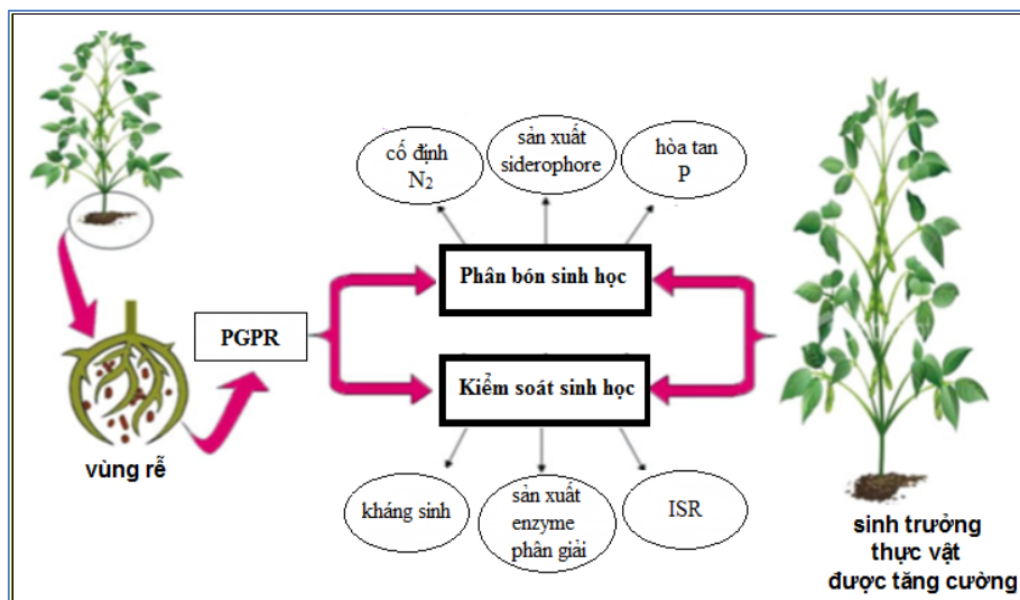 cố định
N₂
sản xuất
siderophore
hòa tan
P
Phân bón sinh học
PGPR
Kiểm soát sinh học
vùng rễ
kháng sinh
sản xuất
enzyme
phân giải
ISR
sinh trưởng
thực vật
được tăng cường